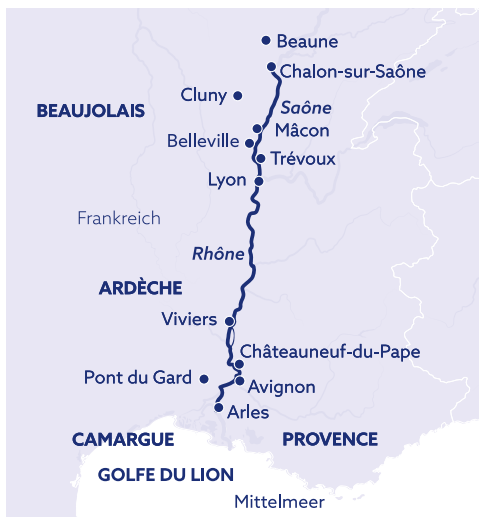 Beaune
Chalon-sur-Saône
Cluny
Saône
BEAUJOLAIS
Mâcon
Belleville
Trévoux
Lyon
Frankreich
Rhône
ARDÈCHE
Viviers
Châteauneuf-du-Pape
Pont du Gard
Avignon
Arles
CAMARGUE
PROVENCE
GOLFE DU LION
Mittelmeer